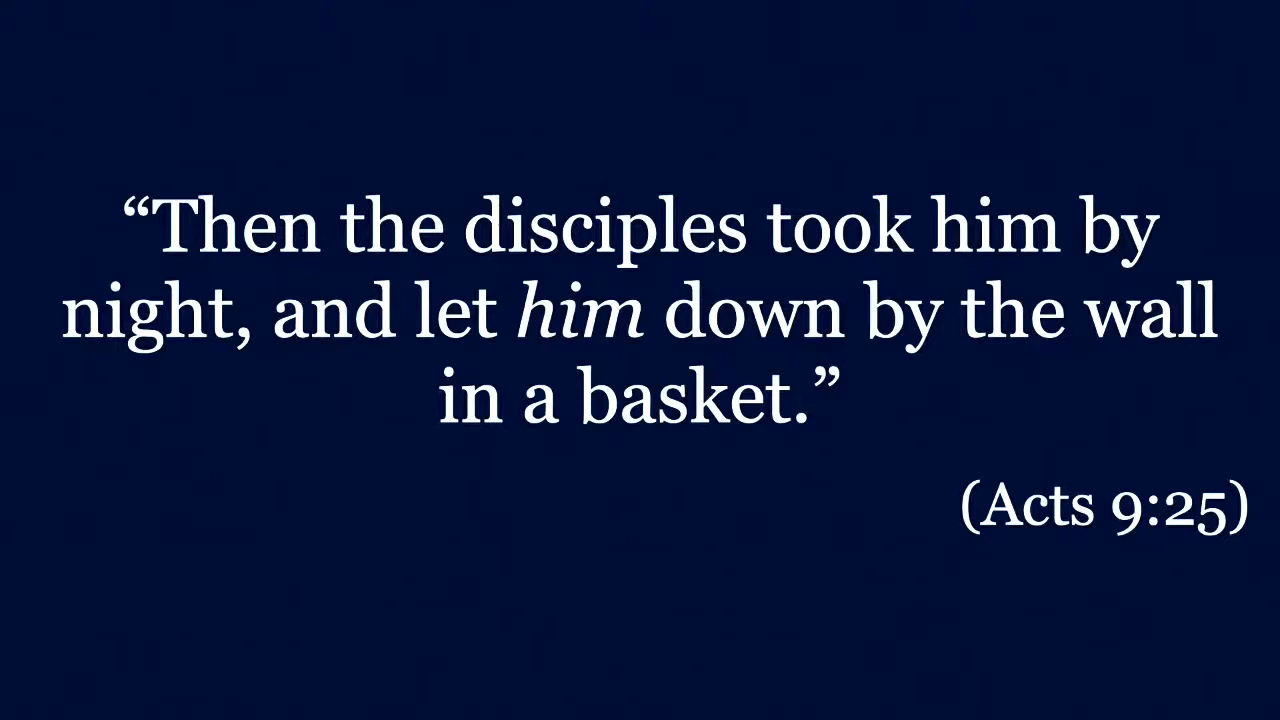 “Then the disciples took him by
night, and let him down by the wall
in a basket.”
(Acts 9:25)